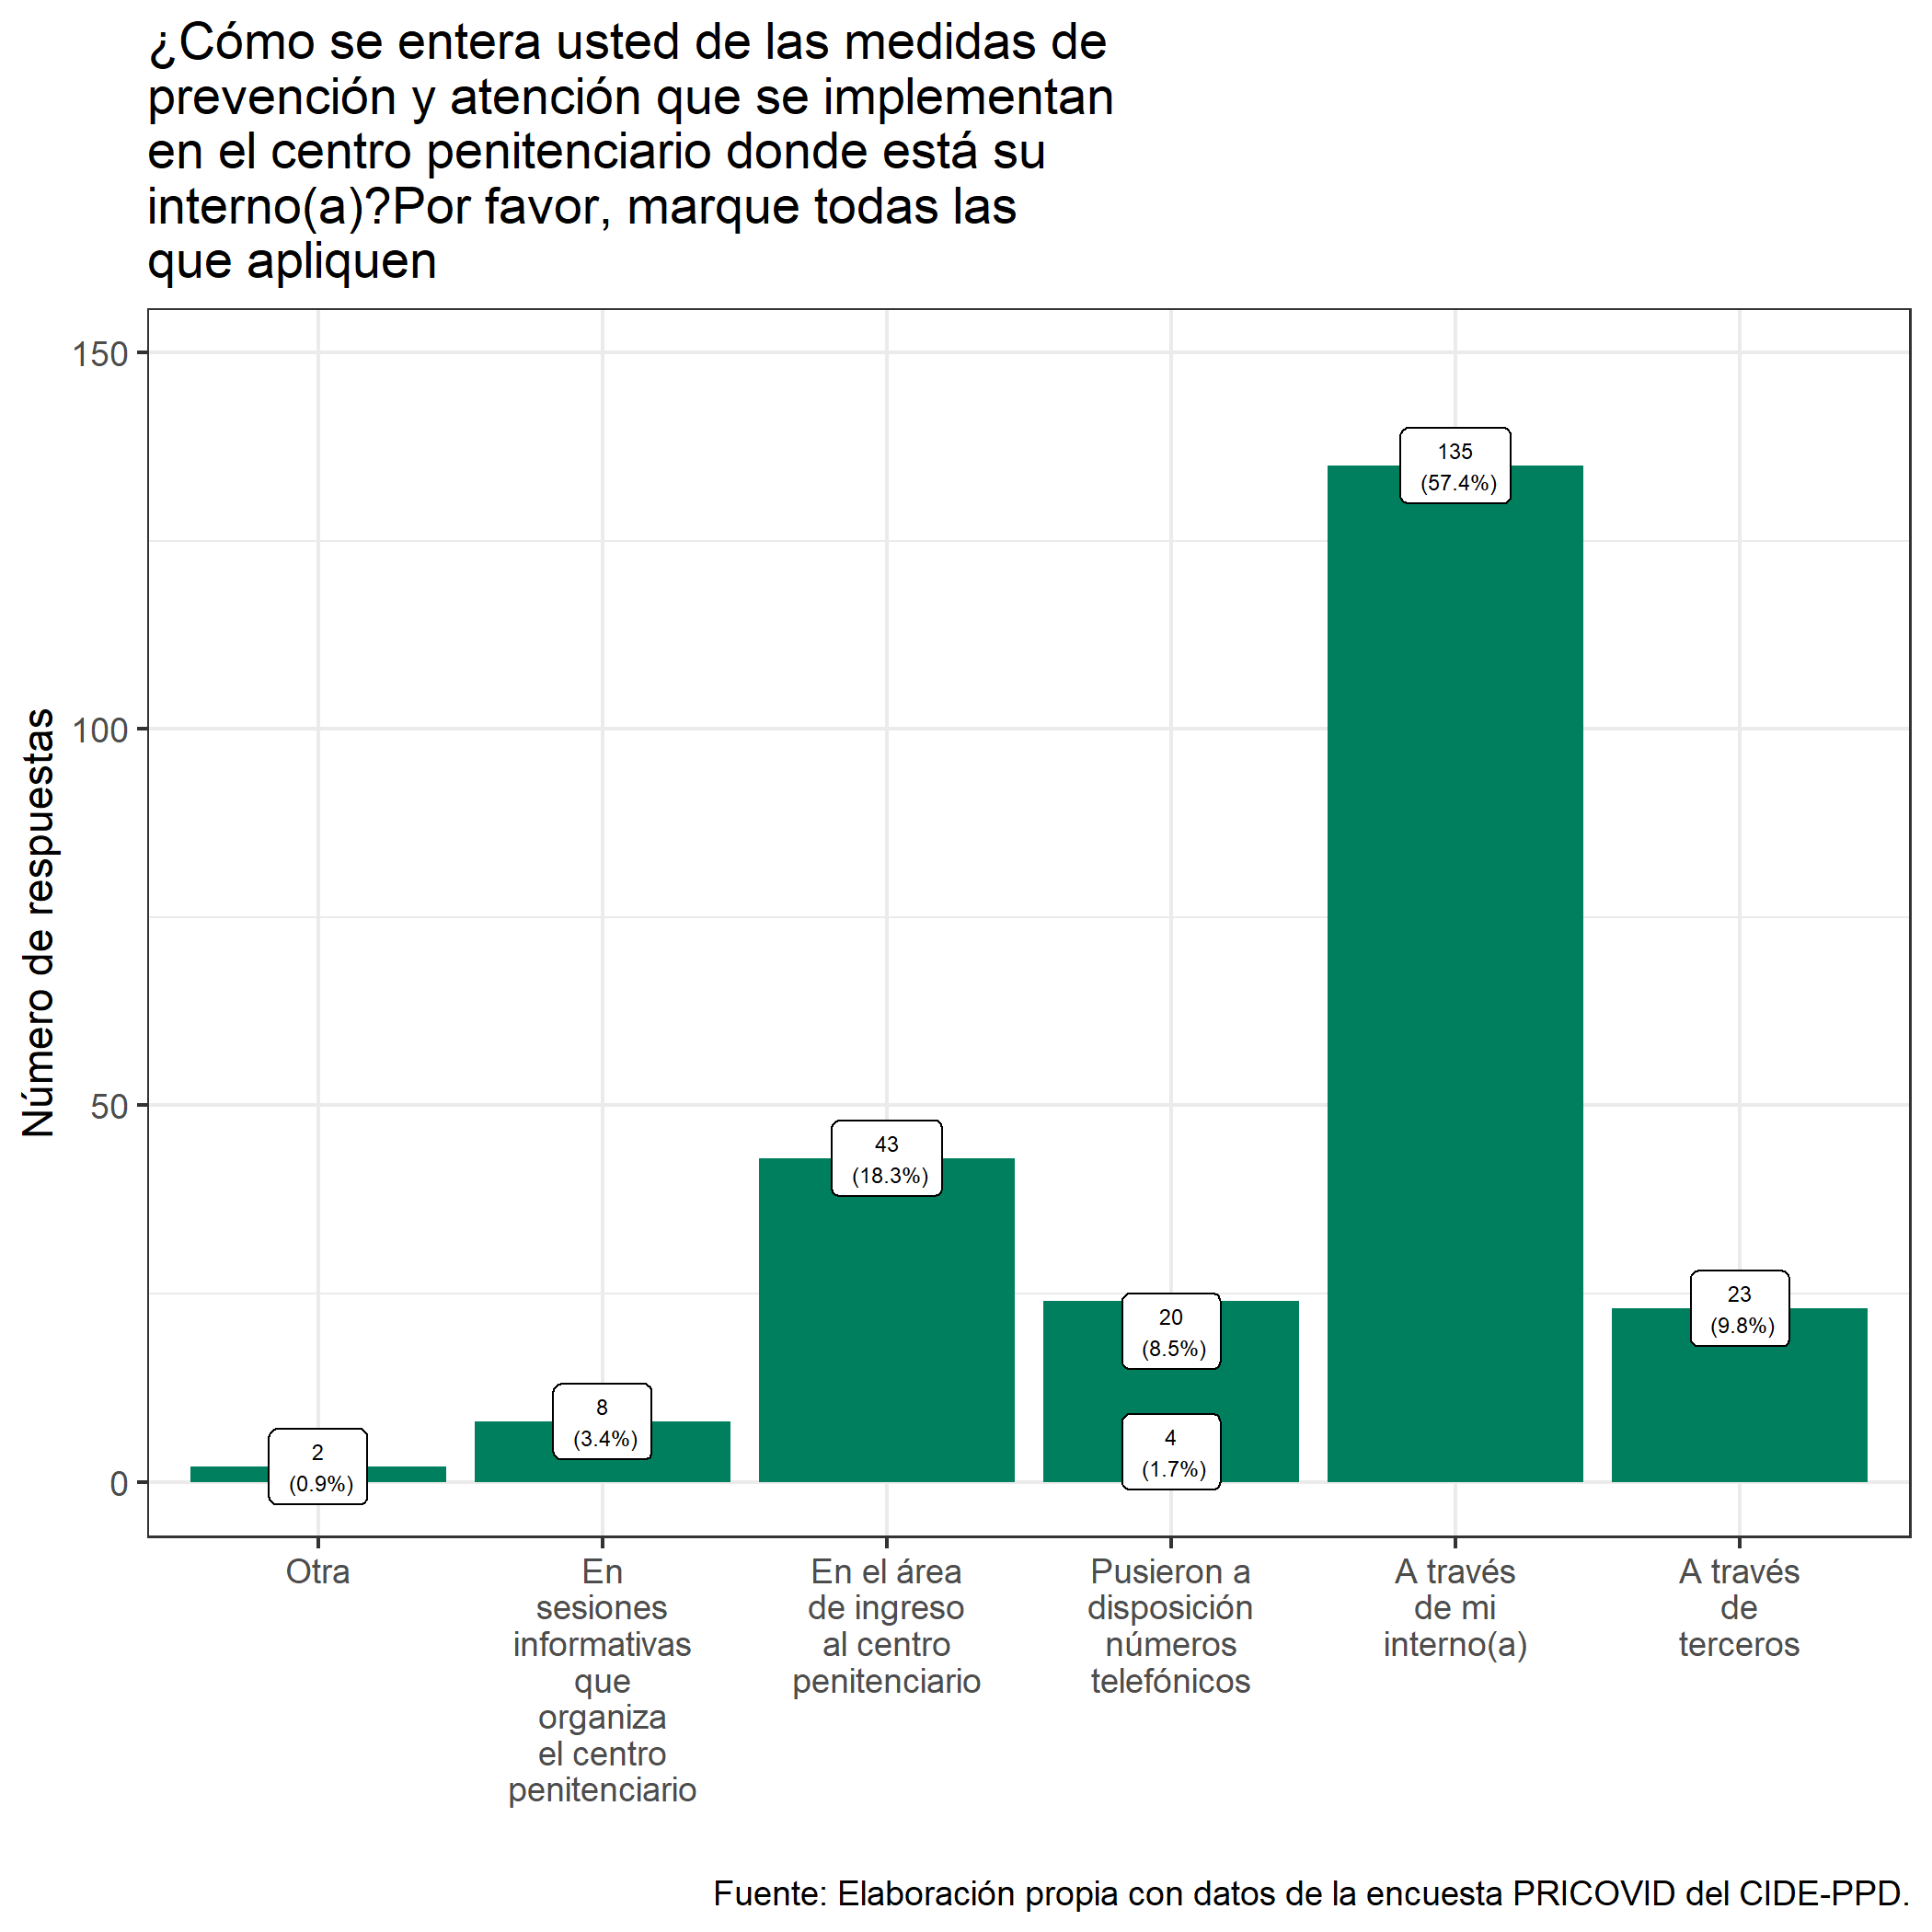 ¿Cómo se entera usted de las medidas de
prevención y atención que se implementan
en el centro penitenciario donde está su
interno(a)?Por favor, marque todas las
que apliquen
Número de respuestas
150
100
50
0
2
(0.9%)
8
(3.4%)
43
(18.3%)
20
(8.5%)
4
(1.7%)
135
(57.4%)
23
(9.8%)
Otra
En
sesiones
informativas
que
organiza
el centro
penitenciario
En el área
de ingreso
al centro
penitenciario
Pusieron a
disposición
números
telefónicos
A través
de mi
interno(a)
A través
de
terceros
Fuente: Elaboración propia con datos de la encuesta PRICOVID del CIDE-PPD.